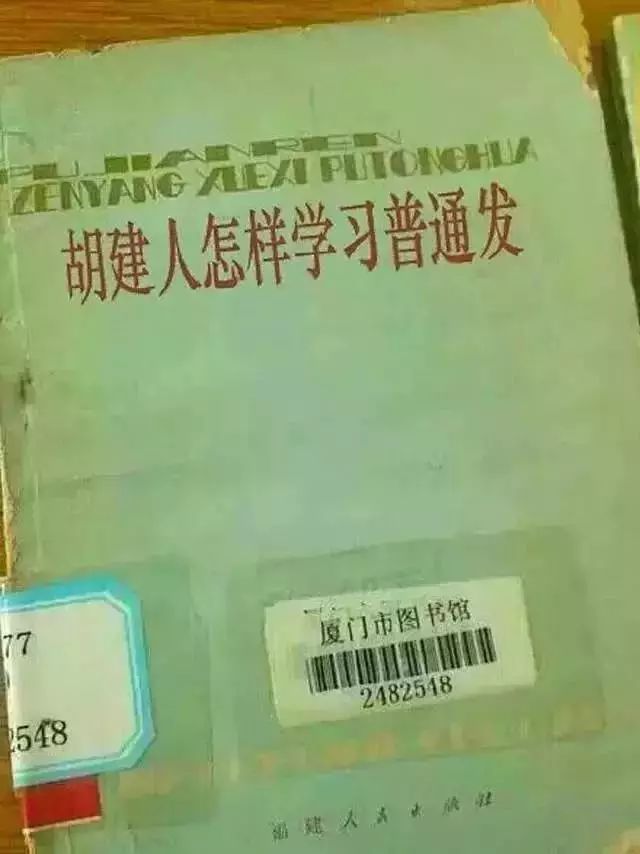 PUJIANREN
ZENYANG XUEXI PUTONGHUA
胡建人怎样学习普通发
厦门市图书馆
2482548
77
2548
福建人民出版社